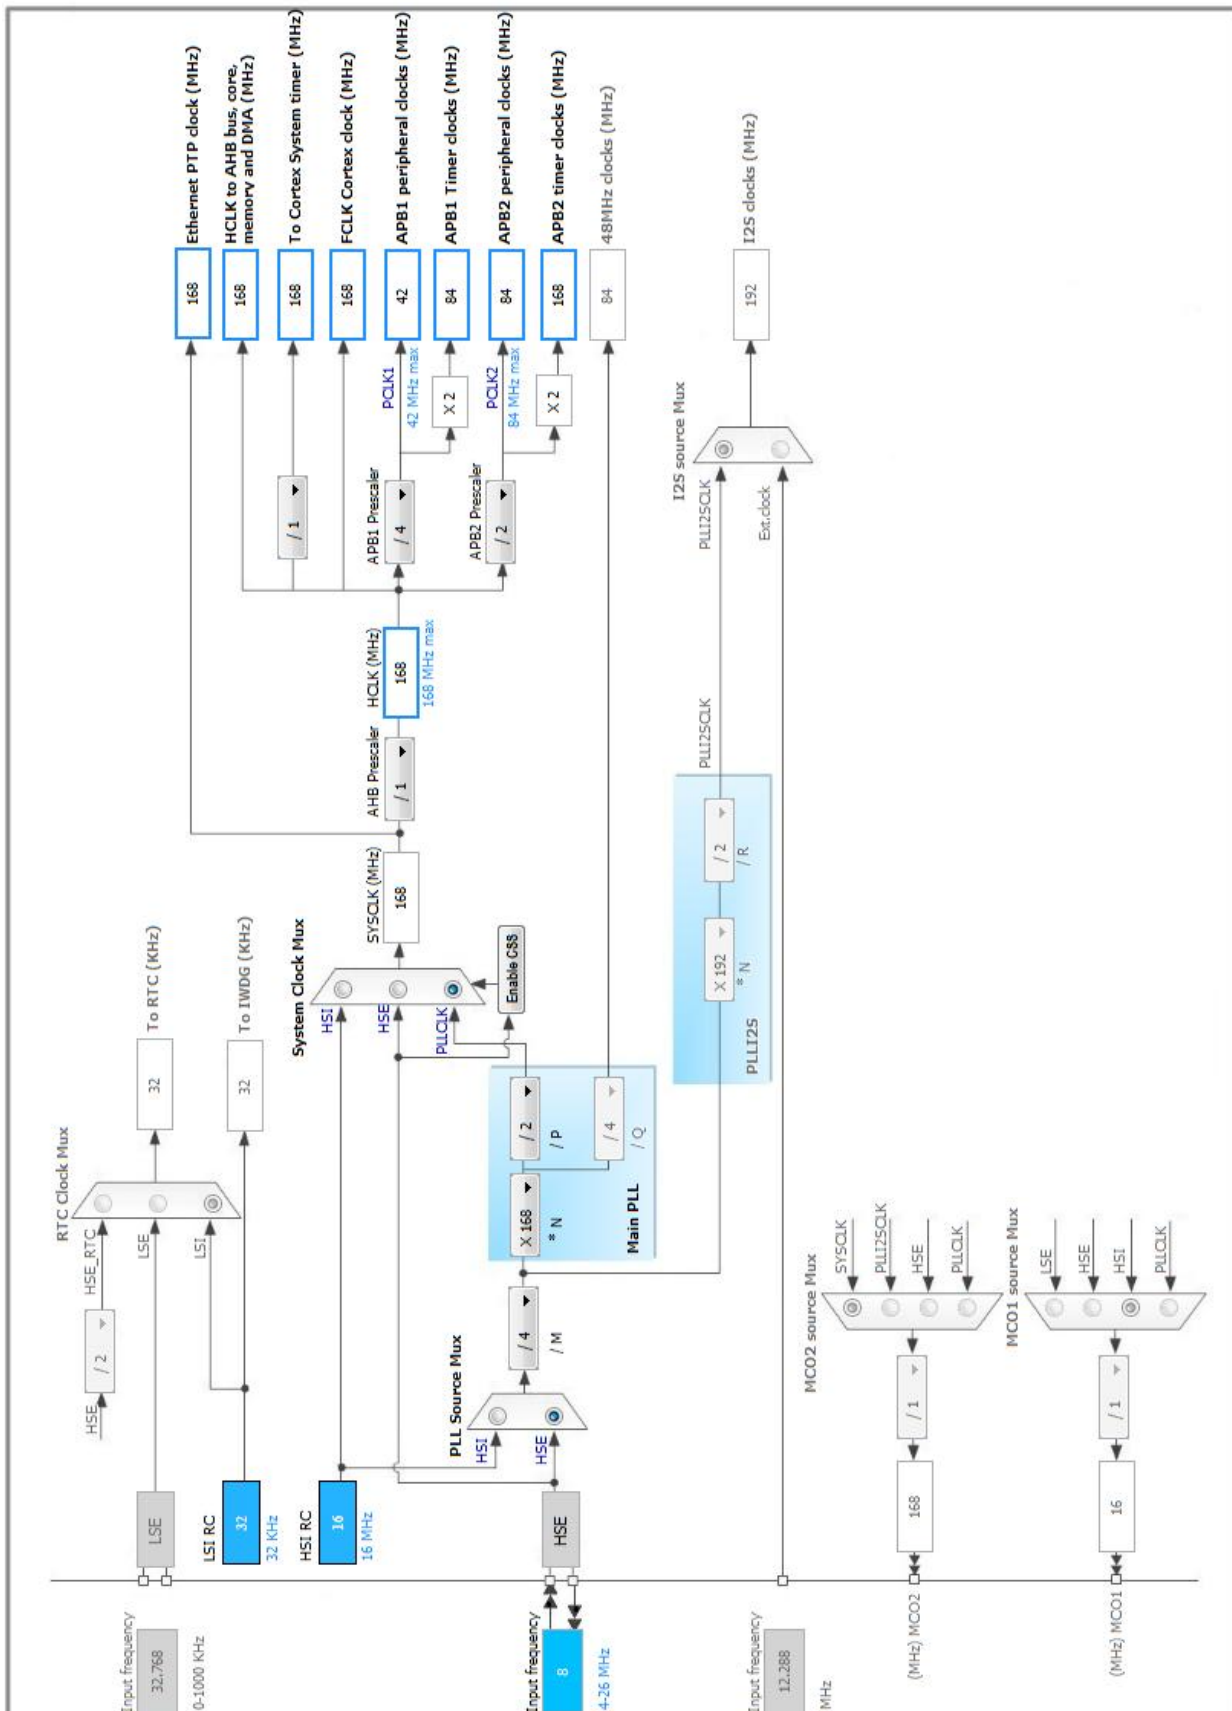 Input frequency
32.768
0-1000 KHz
LSE
HSE
/ 2
HSE_RTC
LSE
LSI
RTC Clock Mux
32
To RTC (KHz)
LSI RC
32
32 KHz
32
To IWDG (KHz)
HSI RC
16
16 MHz
System Clock Mux
HSI
HSE
PLLCLK
Enable CSS
SYSCLK (MHz)
168
AHB Prescaler
/ 1
HCLK (MHz)
168
168 MHz max
168
Ethernet PTP clock (MHz)
168
HCLK to AHB bus, core,
memory and DMA (MHz)
/ 1
168
To Cortex System timer (MHz)
168
FCLK Cortex clock (MHz)
APB1 Prescaler
/ 4
PCLK1
42 MHz max
42
APB1 peripheral clocks (MHz)
X 2
84
APB1 Timer clocks (MHz)
APB2 Prescaler
/ 2
PCLK2
84 MHz max
84
APB2 peripheral clocks (MHz)
X 2
168
APB2 timer clocks (MHz)
84
48MHz clocks (MHz)
Input frequency
8
4-26 MHz
HSE
PLL Source Mux
HSI
HSE
/ 4
/ M
X 168
* N
/ 2
/ P
/ 4
/ Q
Main PLL
X 192
* N
/ 2
/ R
PLLI2S
PLLI2SCLK
I2S source Mux
PLLI2SCLK
Ext.clock
192
I2S clocks (MHz)
Input frequency
12.288
MHz
MCO2 source Mux
SYSCLK
PLLI2SCLK
HSE
PLLCLK
/ 1
168
(MHz) MCO2
MCO1 source Mux
LSE
HSE
HSI
PLLCLK
/ 1
16
(MHz) MCO1